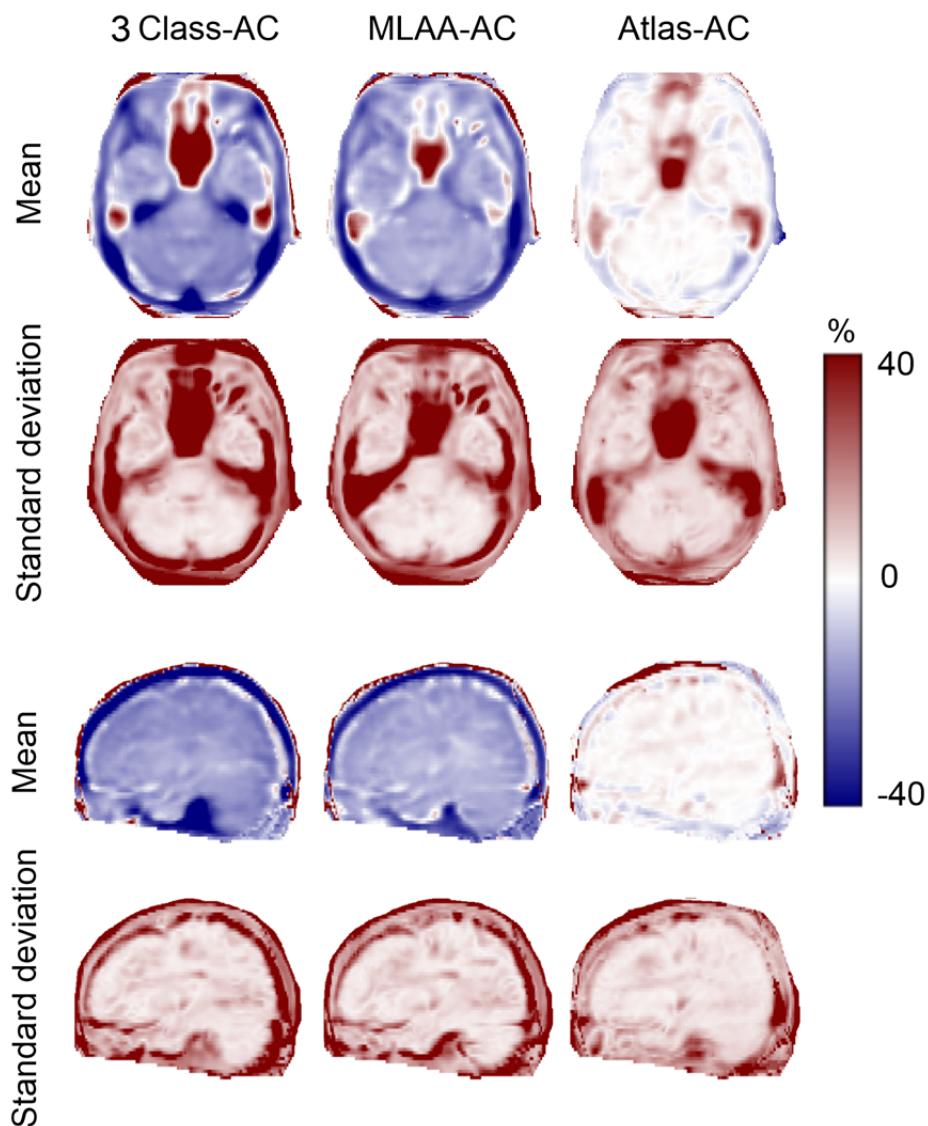 3 Class-AC MLAA-AC Atlas-AC
Mean
Standard deviation
%
40
0
-40
Mean
Standard deviation